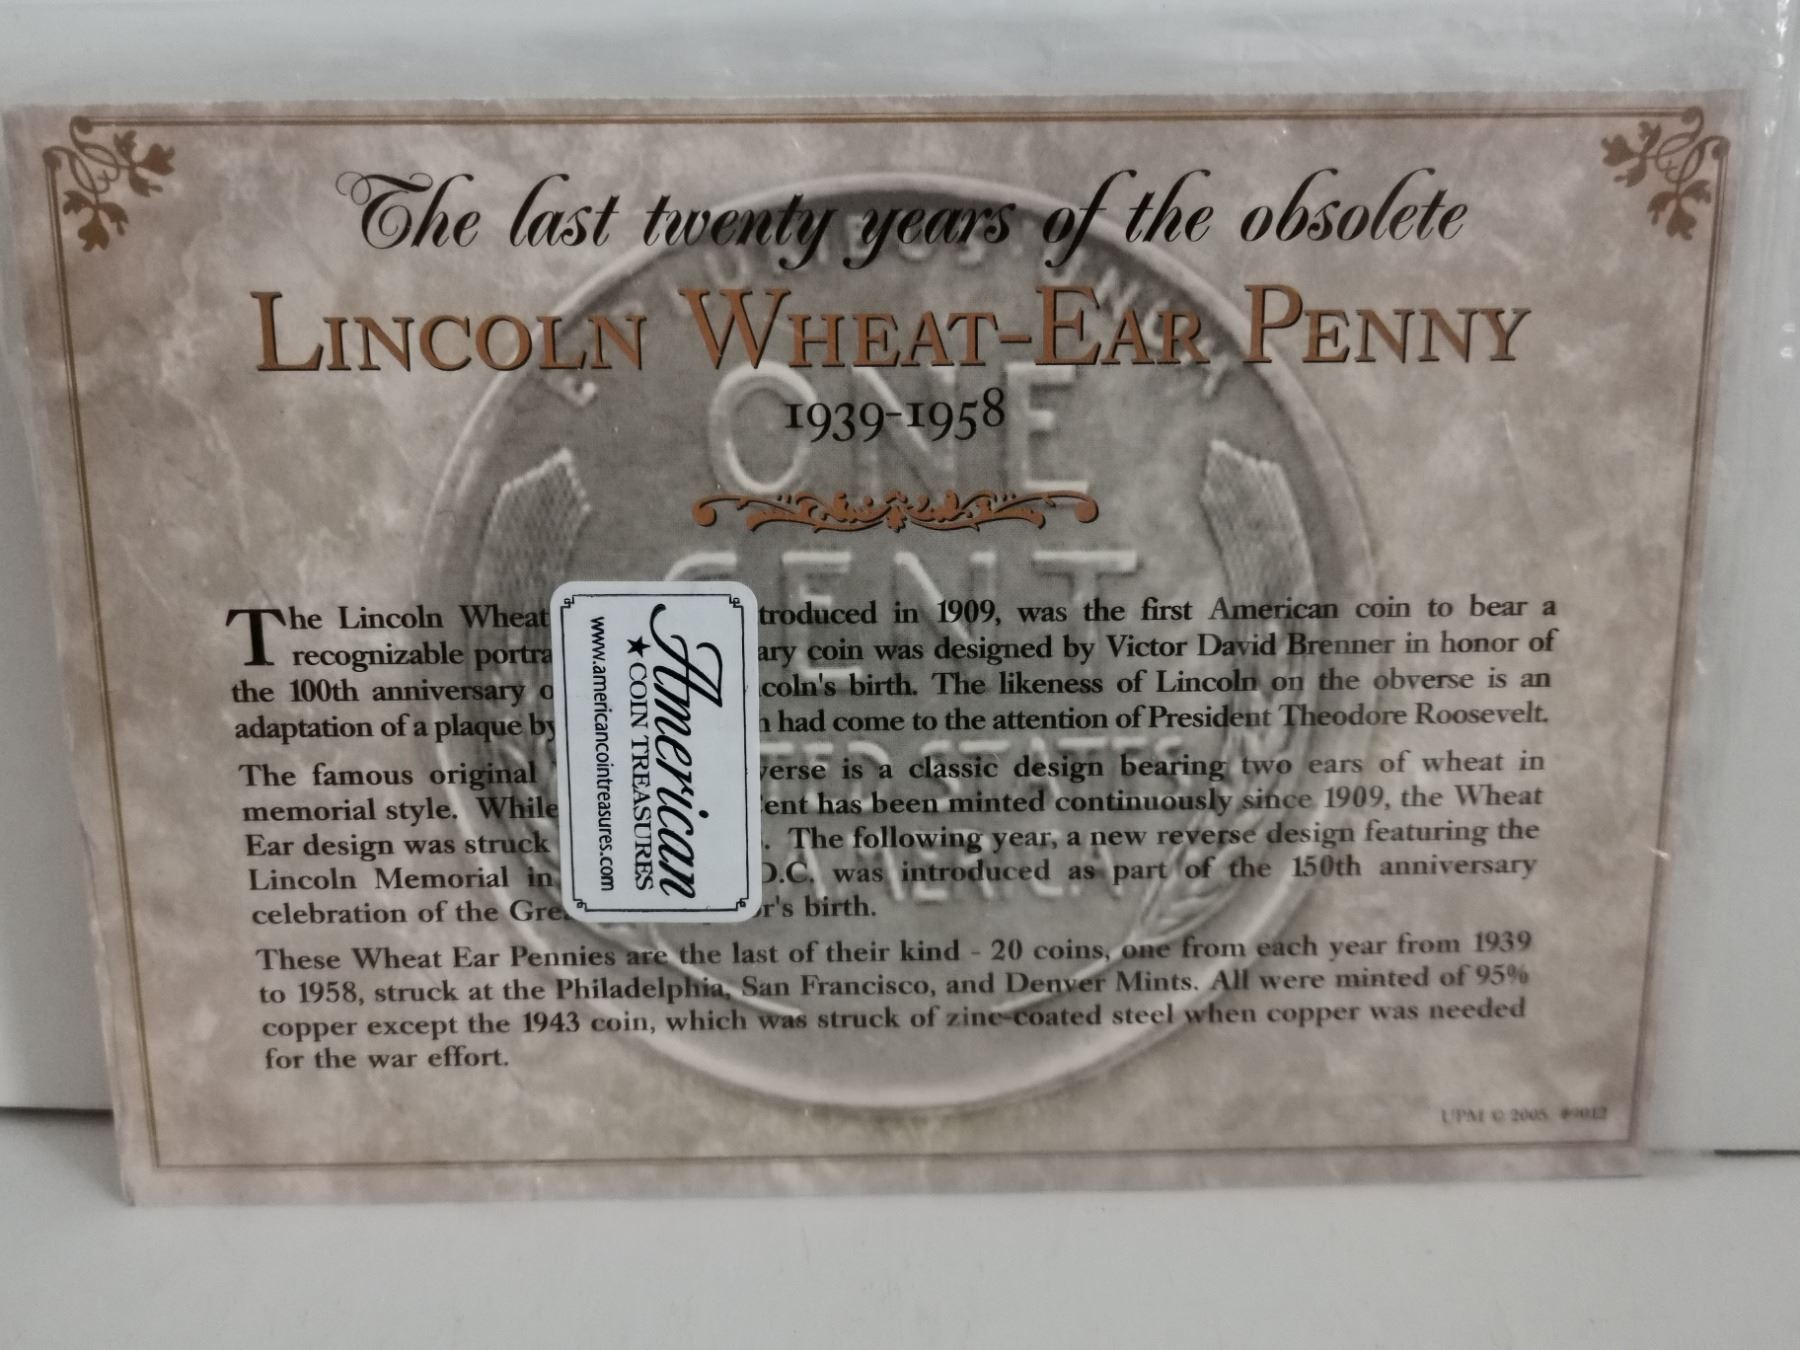 The last twenty years of the obsolete
LINCOLN WHEAT-EAR PENNY
1939-1958
The Lincoln Wheat troduced in 1909, was the first American coin to bear a
recognizable portra ary coin was designed by Victor David Brenner in honor of
the 100th anniversary o coln's birth. The likeness of Lincoln on the obverse is an
adaptation of a plaque by h had come to the attention of President Theodore Roosevelt.
The famous original verse is a classic design bearing two ears of wheat in
memorial style. While ent has been minted continuously since 1909, the Wheat
Ear design was struck . The following year, a new reverse design featuring the
Lincoln Memorial in D.C. was introduced as part of the 150th anniversary
celebration of the Gre r's birth.
These Wheat Ear Pennies are the last of their kind - 20 coins, one from each year from 1939
to 1958, struck at the Philadelphia, San Francisco, and Denver Mints. All were minted of 95%
copper except the 1943 coin, which was struck of zinc-coated steel when copper was needed
for the war effort.
UPM © 2005 #9012
American
★COIN TREASURES
www.americancointreasures.com
ONE
CENT
UNITED STATES